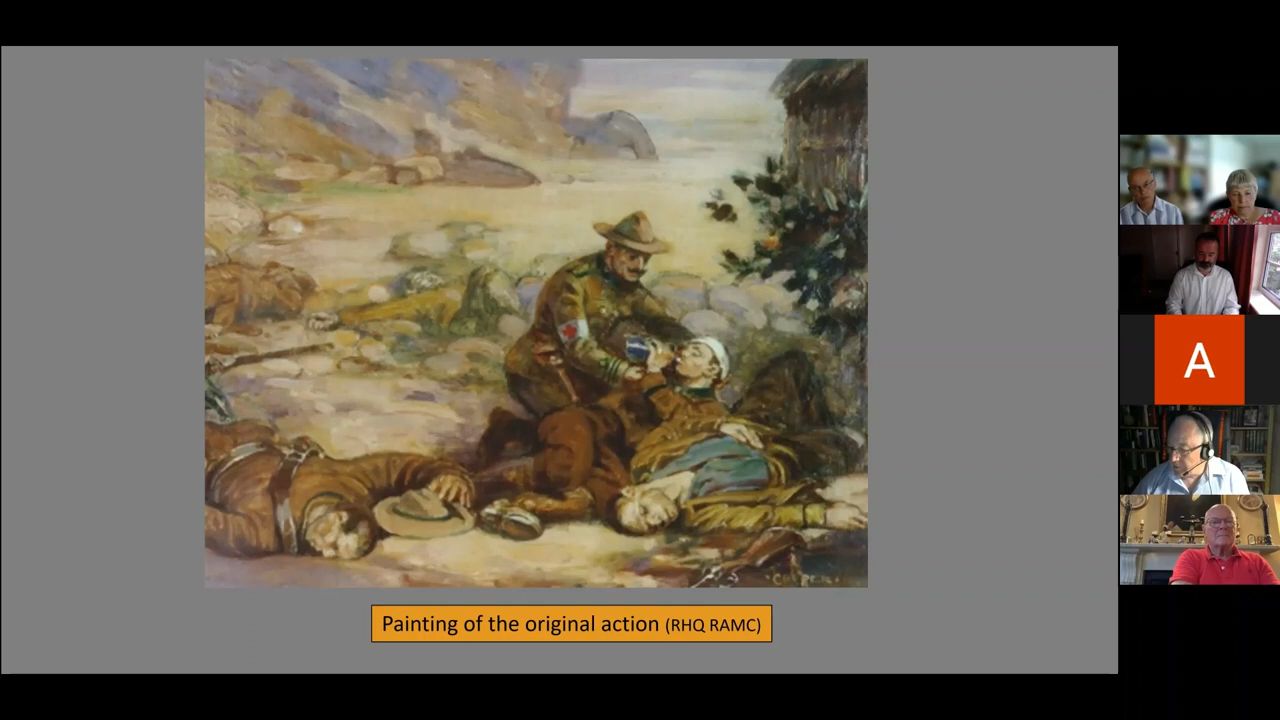 Painting of the original action (RHQ RAMC)
A